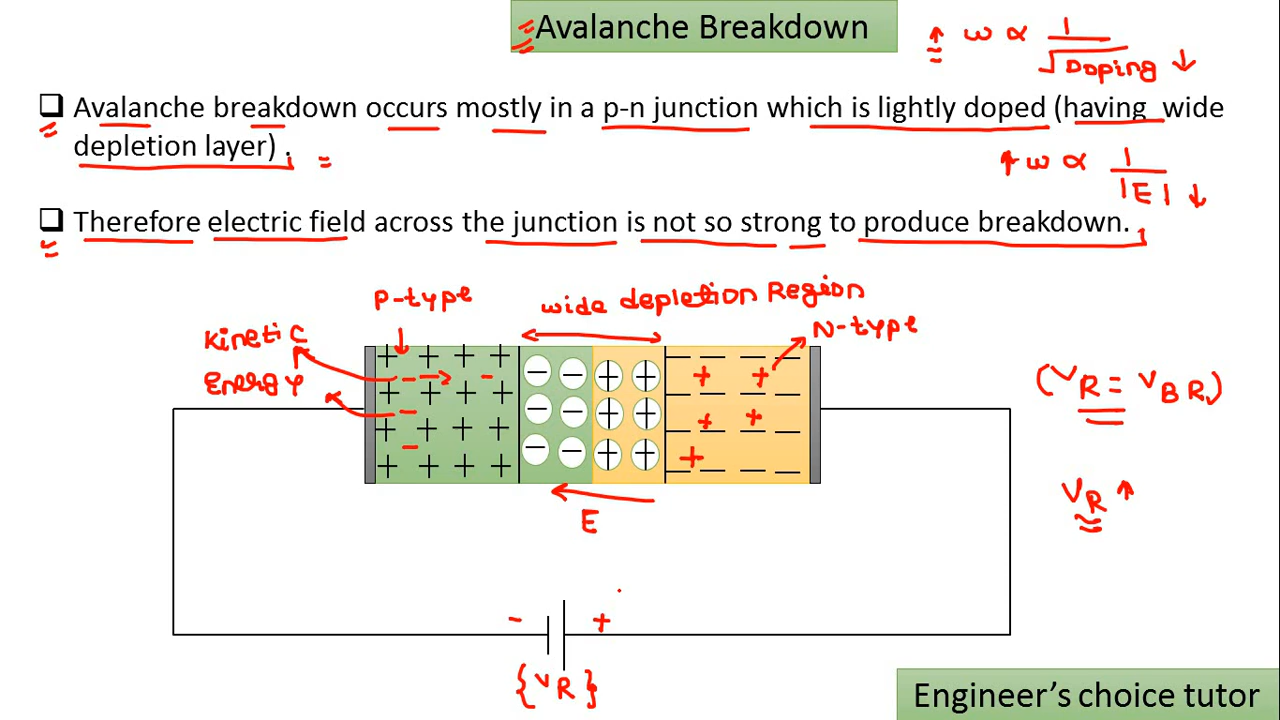 Avalanche Breakdown
↑ w ∝ 1/√Doping ↓
Avalanche breakdown occurs mostly in a p-n junction which is lightly doped (having wide
depletion layer) .
↑ w ∝ 1/|E| ↓
Therefore electric field across the junction is not so strong to produce breakdown.
P-type
wide depletion Region
N-type
Kinetic
Energy
+ + + +
- -
+ + + +
-
+ + + +
-
+ + + +
− − + +
− − + +
− − + +
— — — —
+ +
— — — —
+ +
— — — —
+
— — — —
(VR = VBR)
VR ↑
E
- +
{VR}
Engineer's choice tutor